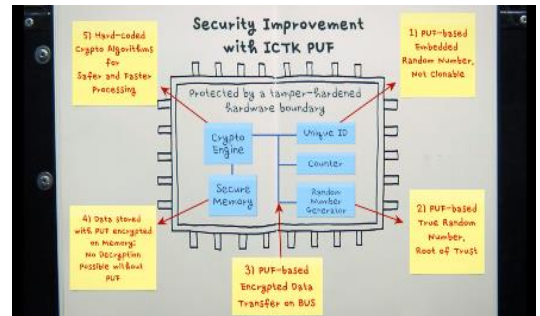 Security Improvement
with ICTK PUF
5) Hard-coded
Crypto Algorithms
for
Safer and Faster
Processing
1) PUF-based
Embedded
Random Number,
Not Clonable
Protected by a tamper-hardened
hardware boundary
Crypto
Engine
Unique ID
Counter
Secure
Memory
Random
Number
Generator
4) Data stored
with PUF encrypted
on Memory:
No Decryption
Possible without
PUF
3) PUF-based
Encrypted Data
Transfer on BUS
2) PUF-based
True Random
Number,
Root of Trust